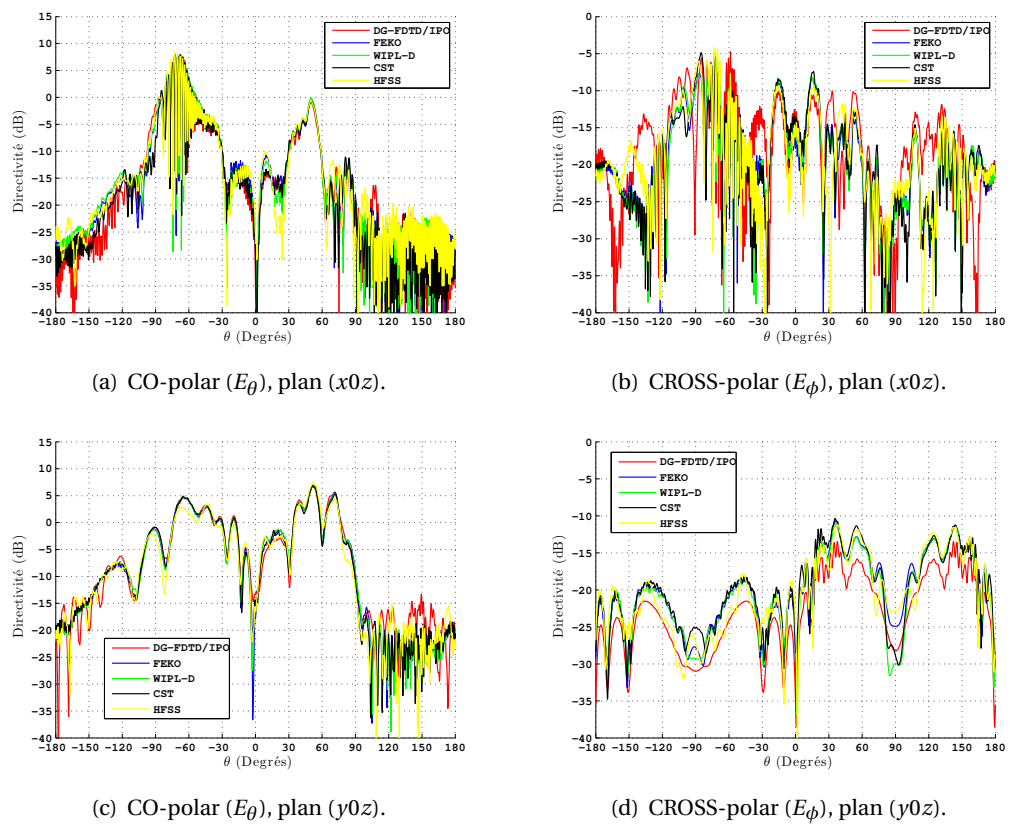 15
10
5
0
−5
−10
−15
−20
−25
−30
−35
−40
Directivité (dB)
DG−FDTD/IPO
FEKO
WIPL−D
CST
HFSS
−180 −150 −120 −90 −60 −30 0 30 60 90 120 150 180
θ (Degrés)
(a) CO-polar (Eθ), plan (x0z).
0
−5
−10
−15
−20
−25
−30
−35
−40
Directivité (dB)
DG−FDTD/IPO
FEKO
WIPL−D
CST
HFSS
−180 −150 −120 −90 −60 −30 0 30 60 90 120 150 180
θ (Degrés)
(b) CROSS-polar (Eϕ), plan (x0z).
15
10
5
0
−5
−10
−15
−20
−25
−30
−35
−40
Directivité (dB)
DG−FDTD/IPO
FEKO
WIPL−D
CST
HFSS
−180 −150 −120 −90 −60 −30 0 30 60 90 120 150 180
θ (Degrés)
(c) CO-polar (Eθ), plan (y0z).
0
−5
−10
−15
−20
−25
−30
−35
−40
Directivité (dB)
DG−FDTD/IPO
FEKO
WIPL−D
CST
HFSS
−180 −150 −120 −90 −60 −30 0 30 60 90 120 150 180
θ (Degrés)
(d) CROSS-polar (Eϕ), plan (y0z).